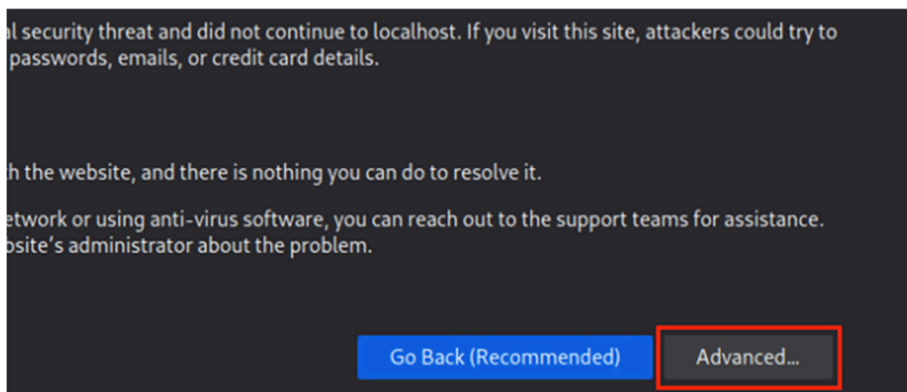 al security threat and did not continue to localhost. If you visit this site, attackers could try to
passwords, emails, or credit card details.
h the website, and there is nothing you can do to resolve it.
etwork or using anti-virus software, you can reach out to the support teams for assistance.
bsite’s administrator about the problem.
Go Back (Recommended)
Advanced...